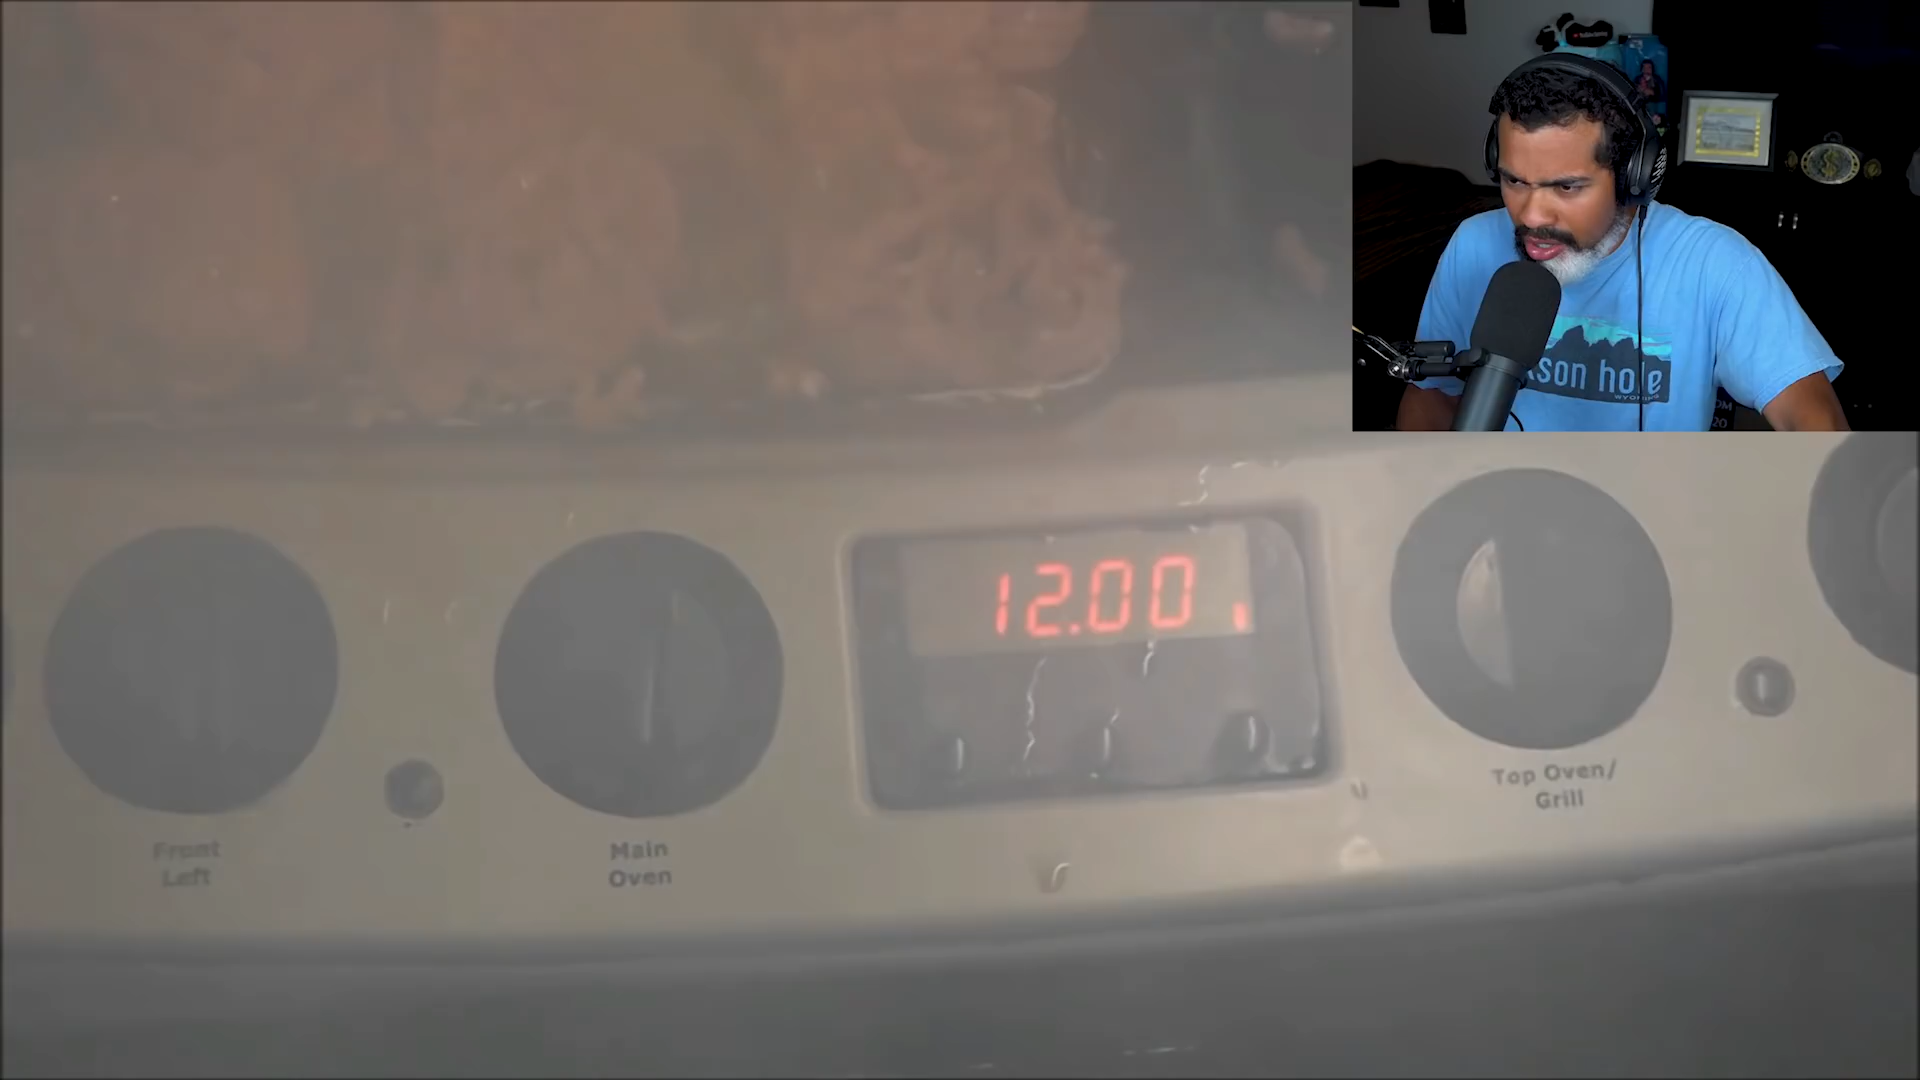 son hole
12.00
Top Oven/
Grill
Front
Left
Main
Oven